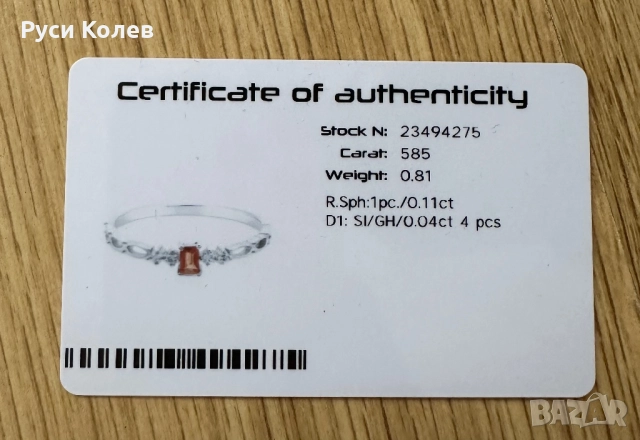 Руси Колев
Certificate of authenticity
Stock N: 23494275
Carat: 585
Weight: 0.81
R.Sph:1pc./0.11ct
D1: SI/GH/0.04ct 4 pcs
BAZAR